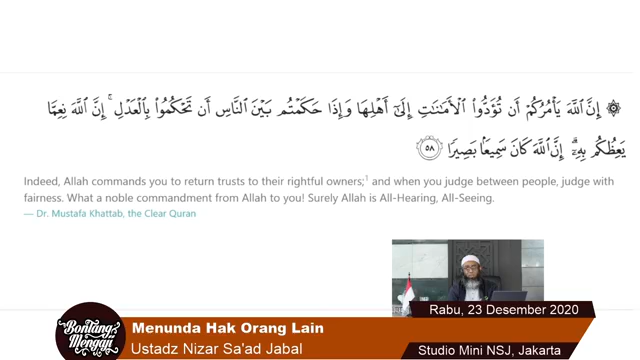 ۞ إِنَّ ٱللَّهَ يَأْمُرُكُمْ أَن تُؤَدُّوا۟ ٱلْأَمَـٰنَـٰتِ إِلَىٰٓ أَهْلِهَا وَإِذَا حَكَمْتُم بَيْنَ ٱلنَّاسِ أَن تَحْكُمُوا۟ بِٱلْعَدْلِ ۚ إِنَّ ٱللَّهَ نِعِمَّا
يَعِظُكُم بِهِۦٓ ۗ إِنَّ ٱللَّهَ كَانَ سَمِيعًۢا بَصِيرًا ٥٨
Indeed, Allah commands you to return trusts to their rightful owners;1 and when you judge between people, judge with
fairness. What a noble commandment from Allah to you! Surely Allah is All-Hearing, All-Seeing.
— Dr. Mustafa Khattab, the Clear Quran
Rabu, 23 Desember 2020
Bontang
Mengaji
Menunda Hak Orang Lain
Ustadz Nizar Sa'ad Jabal
Studio Mini NSJ, Jakarta